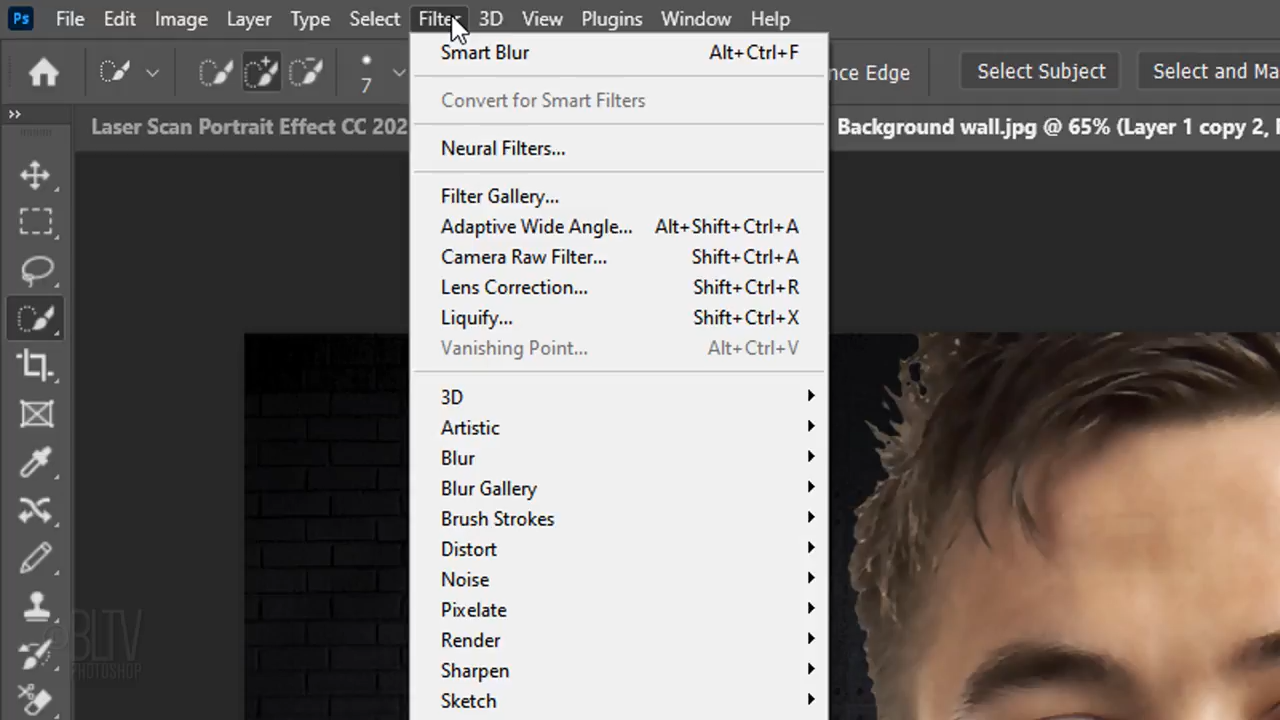 Ps File Edit Image Layer Type Select Filter 3D View Plugins Window Help
7
nce Edge Select Subject Select and Ma
Laser Scan Portrait Effect CC 202
Background wall.jpg @ 65% (Layer 1 copy 2,
Smart Blur Alt+Ctrl+F
Convert for Smart Filters
Neural Filters...
Filter Gallery...
Adaptive Wide Angle... Alt+Shift+Ctrl+A
Camera Raw Filter... Shift+Ctrl+A
Lens Correction... Shift+Ctrl+R
Liquify... Shift+Ctrl+X
Vanishing Point... Alt+Ctrl+V
3D
Artistic
Blur
Blur Gallery
Brush Strokes
Distort
Noise
Pixelate
Render
Sharpen
Sketch
©BLTV
PHOTOSHOP